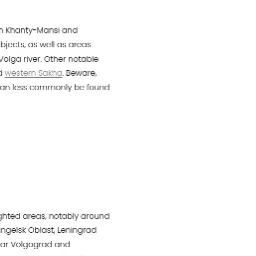 n Khanty-Mansi and
bjects, as well as areas
Volga river. Other notable
d western Sakha. Beware,
an less commonly be found
ghted areas, notably around
angelsk Oblast, Leningrad
ar Volgograd and